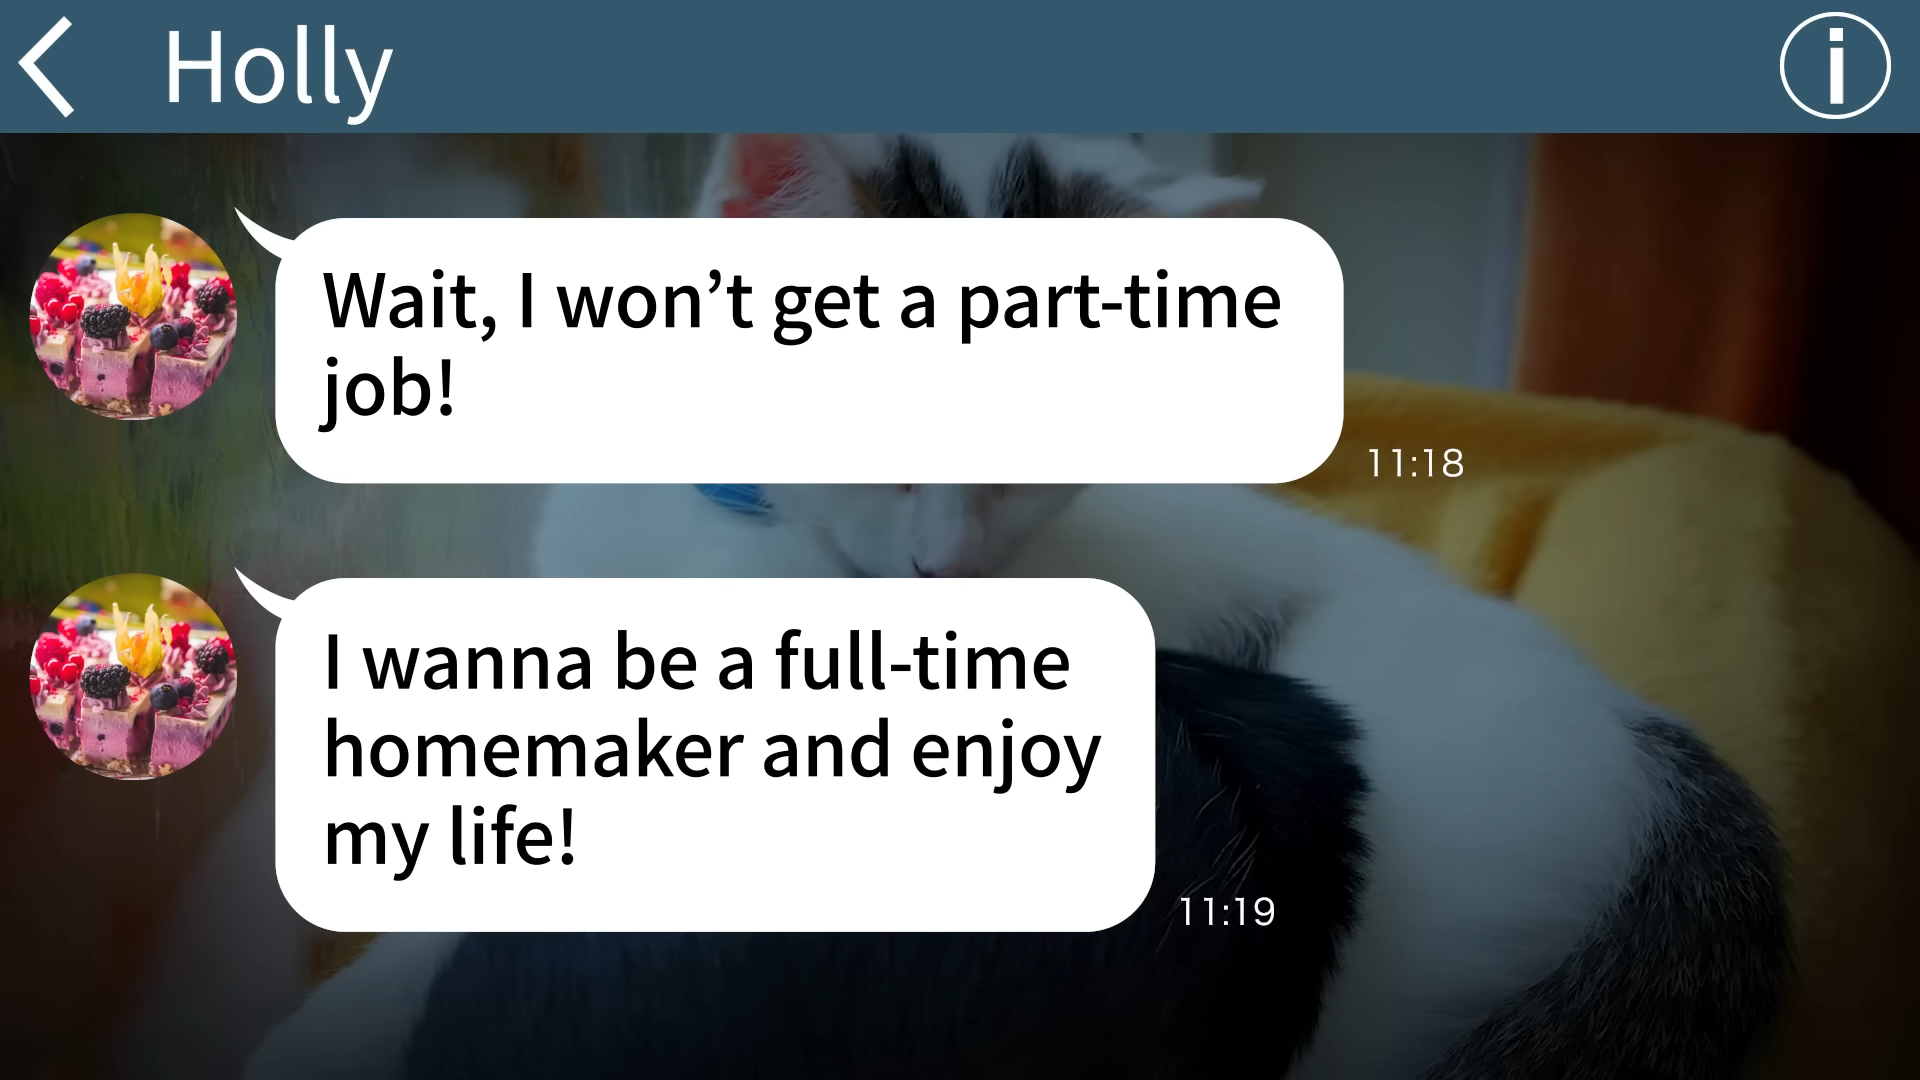 Holly
Wait, I won’t get a part-time
job!
11:18
I wanna be a full-time
homemaker and enjoy
my life!
11:19